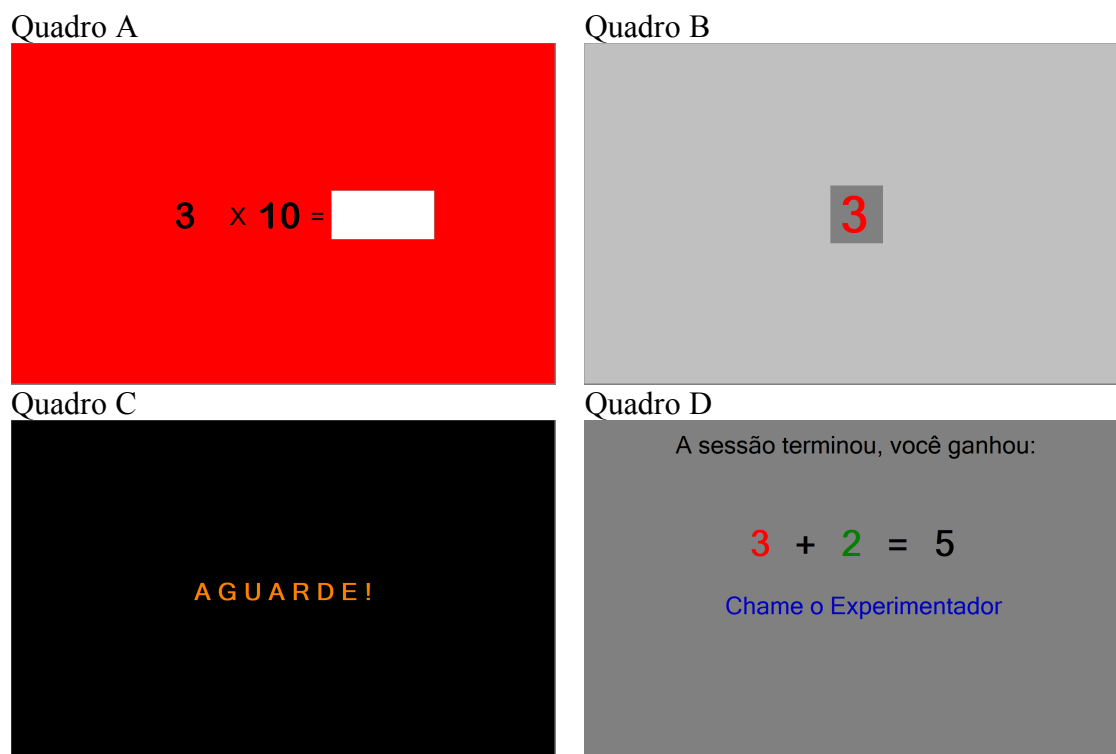 Quadro A
3 X 10 =
Quadro B
3
Quadro C
AGUARDE!
Quadro D
A sessão terminou, você ganhou:
3 + 2 = 5
Chame o Experimentador